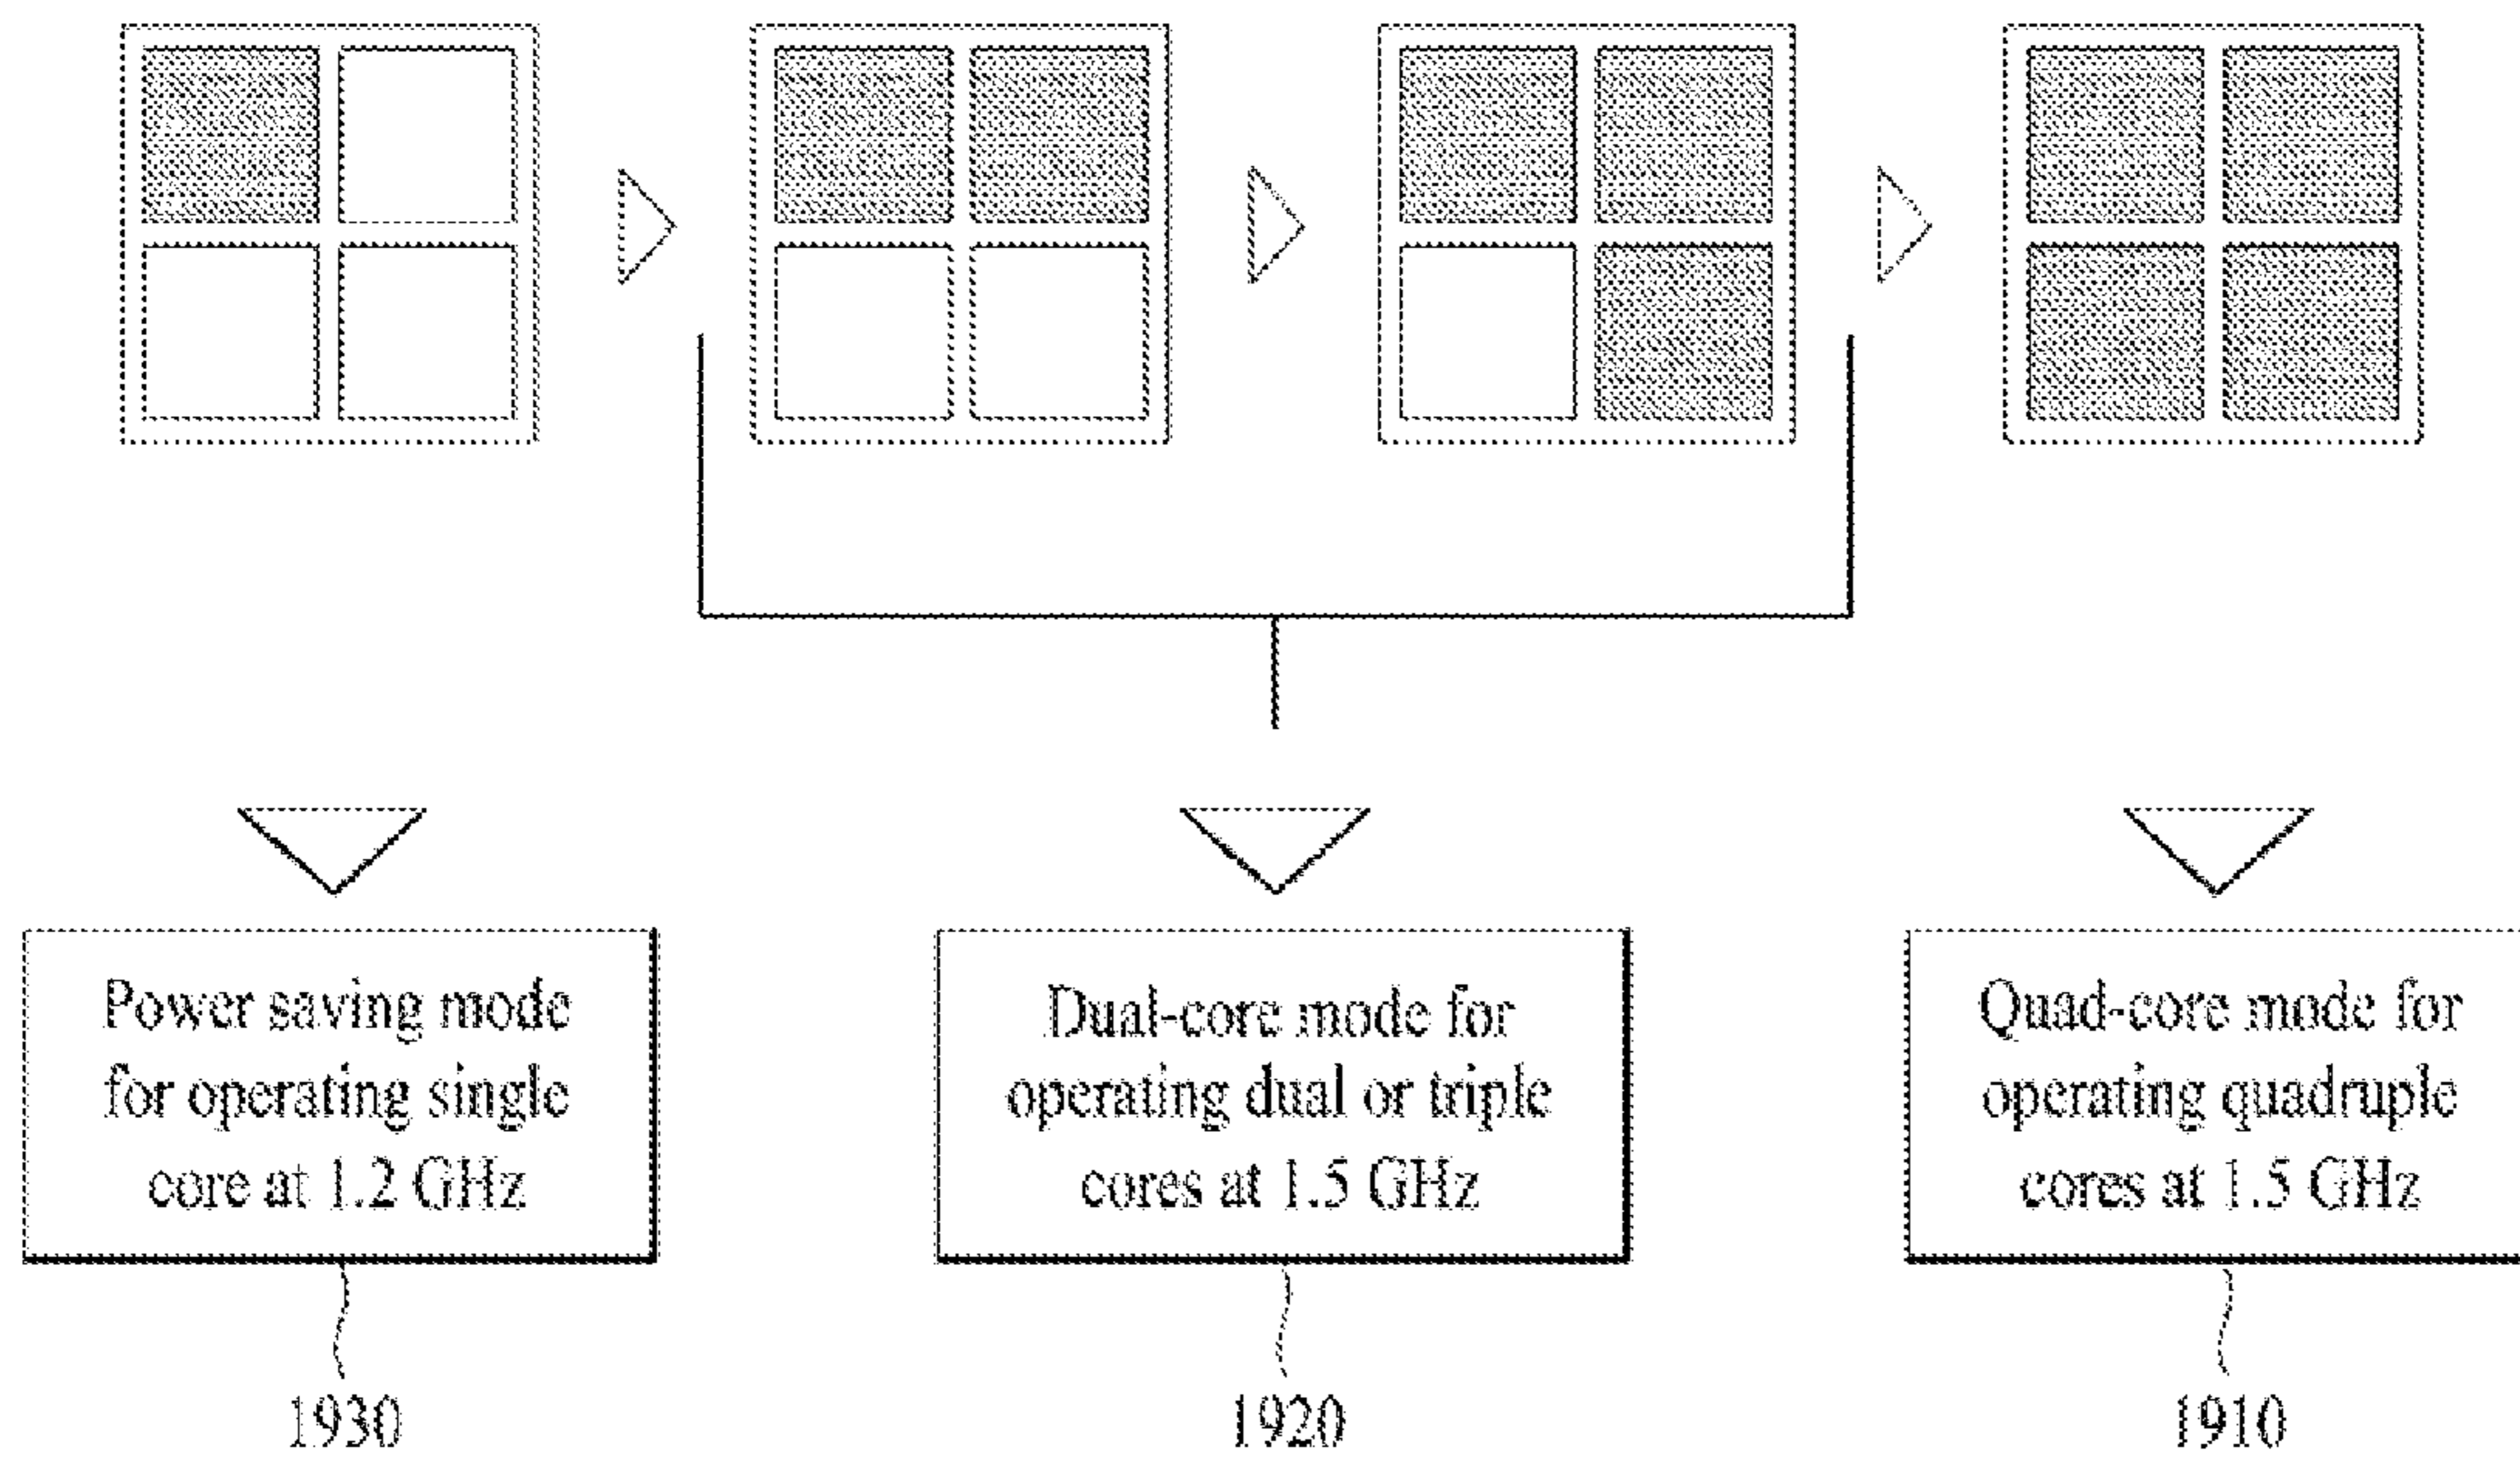 Power saving mode
for operating single
core at 1.2 GHz
1930
Dual-core mode for
operating dual or triple
cores at 1.5 GHz
1920
Quad-core mode for
operating quadruple
cores at 1.5 GHz
1910